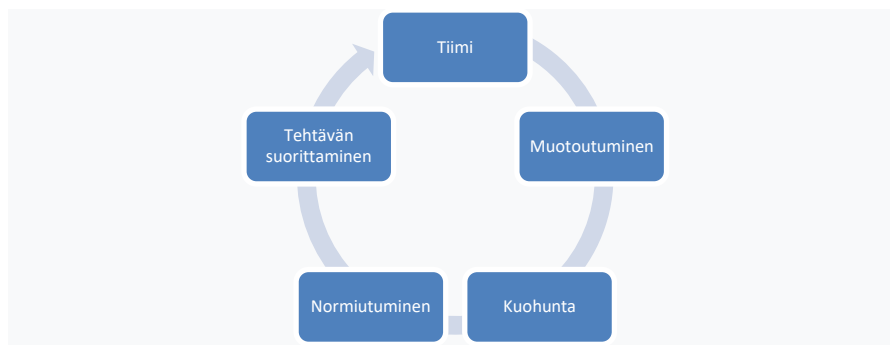 Tiimi
Muotoutuminen
Kuohunta
Normiutuminen
Tehtävän
suorittaminen